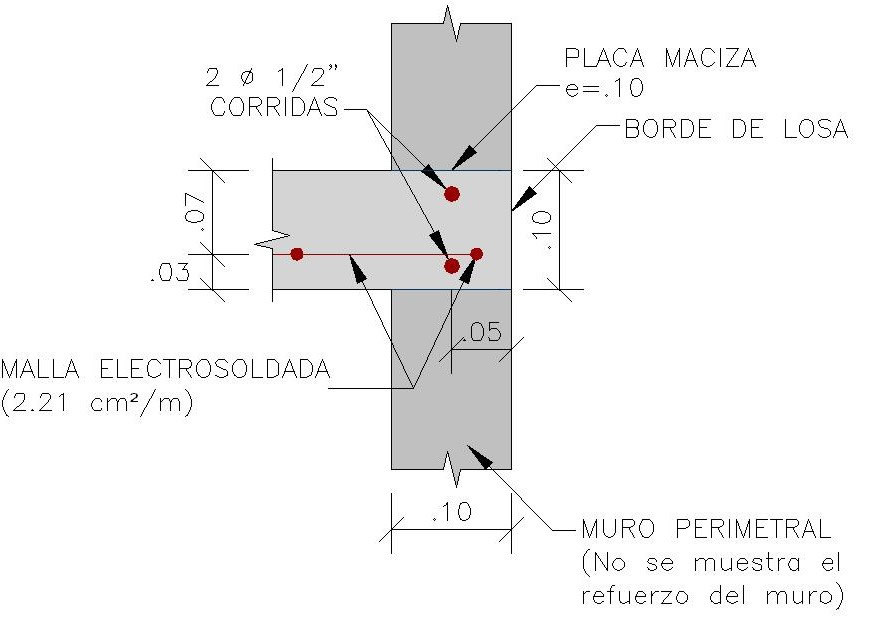 2 ø 1/2”
CORRIDAS
PLACA MACIZA
e=.10
BORDE DE LOSA
.07
.03
.10
.05
MALLA ELECTROSOLDADA
(2.21 cm²/m)
.10
MURO PERIMETRAL
(No se muestra el
refuerzo del muro)